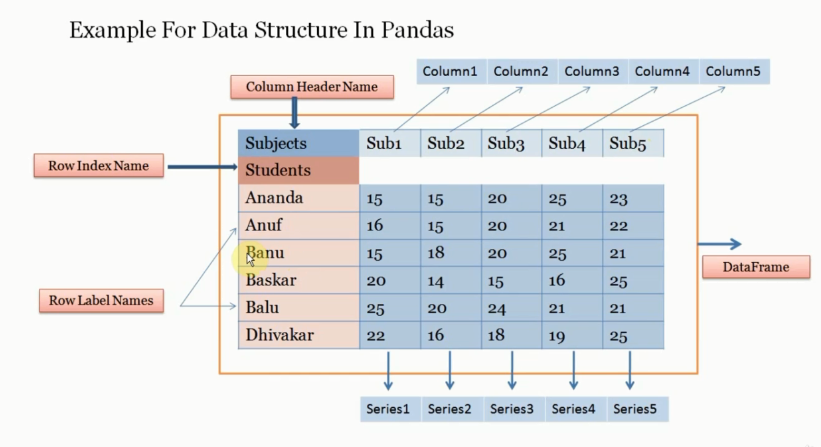 Example For Data Structure In Pandas
Column1 Column2 Column3 Column4 Column5
Column Header Name
Subjects Sub1 Sub2 Sub3 Sub4 Sub5
Row Index Name
Students
Ananda 15 15 20 25 23
Anuf 16 15 20 21 22
Banu 15 18 20 25 21
DataFrame
Baskar 20 14 15 16 25
Row Label Names
Balu 25 20 24 21 21
Dhivakar 22 16 18 19 25
Series1 Series2 Series3 Series4 Series5